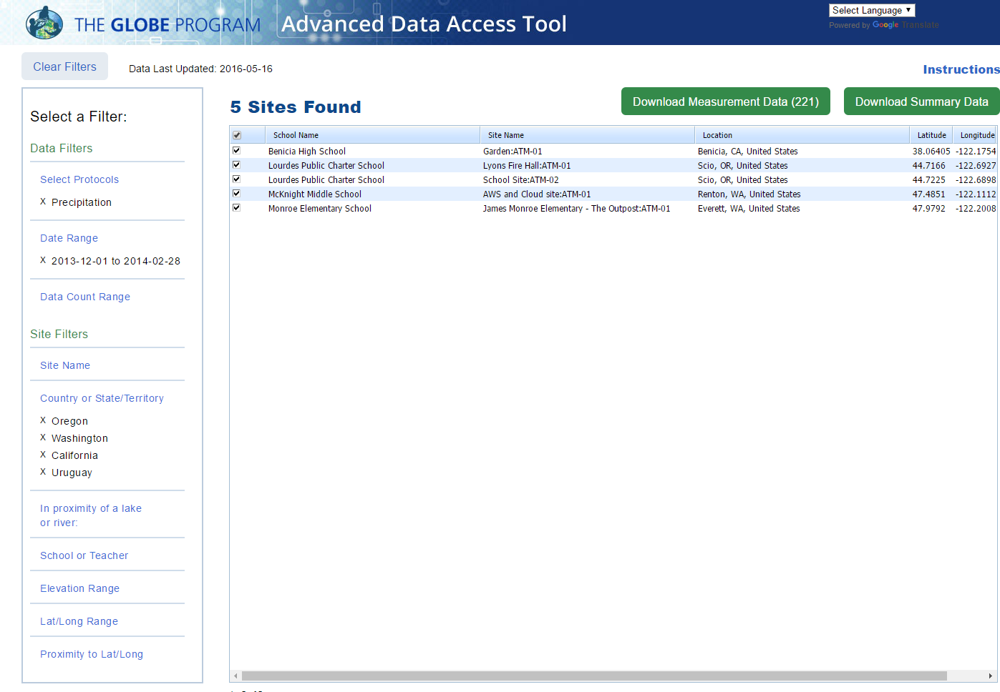 THE GLOBE PROGRAM Advanced Data Access Tool
Select Language ▼
Powered by Google Translate
Clear Filters
Data Last Updated: 2016-05-16
Instructions
Select a Filter:
Data Filters
Select Protocols
X Precipitation
Date Range
X 2013-12-01 to 2014-02-28
Data Count Range
Site Filters
Site Name
Country or State/Territory
X Oregon
X Washington
X California
X Uruguay
In proximity of a lake
or river:
School or Teacher
Elevation Range
Lat/Long Range
Proximity to Lat/Long
5 Sites Found
Download Measurement Data (221)
Download Summary Data
School Name Site Name Location Latitude Longitude
Benicia High School Garden:ATM-01 Benicia, CA, United States 38.06405 -122.1754
Lourdes Public Charter School Lyons Fire Hall:ATM-01 Scio, OR, United States 44.7166 -122.6927
Lourdes Public Charter School School Site:ATM-02 Scio, OR, United States 44.7225 -122.6898
McKnight Middle School AWS and Cloud site:ATM-01 Renton, WA, United States 47.4851 -122.1112
Monroe Elementary School James Monroe Elementary - The Outpost:ATM-01 Everett, WA, United States 47.9792 -122.2008